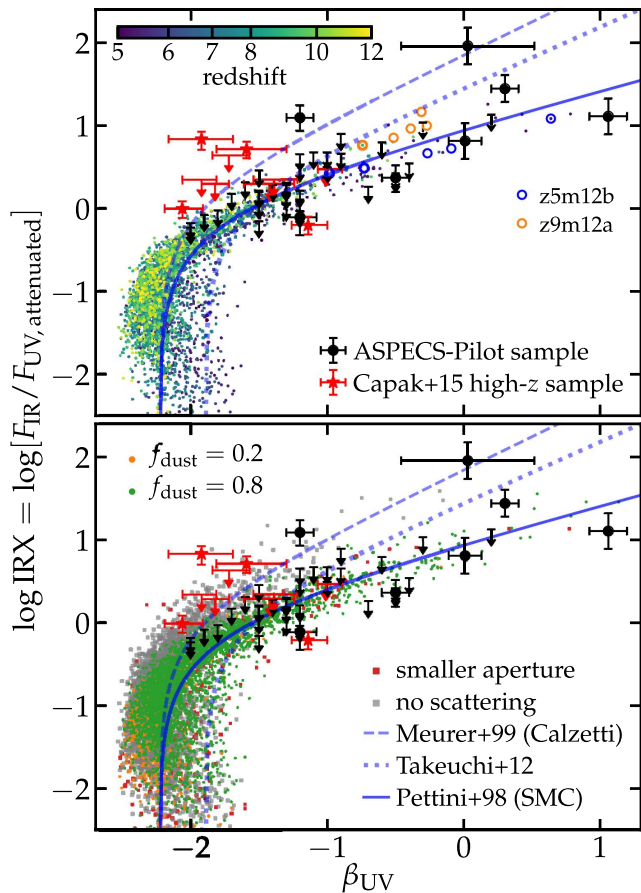 5 6 8 10 12
redshift
2
1
0
−1
−2
z5m12b
z9m12a
ASPECS-Pilot sample
Capak+15 high-z sample
log IRX = log[F_IR/F_UV, attenuated]
f_dust = 0.2
f_dust = 0.8
2
1
0
−1
−2
smaller aperture
no scattering
Meurer+99 (Calzetti)
Takeuchi+12
Pettini+98 (SMC)
−2 −1 0 1
β_UV